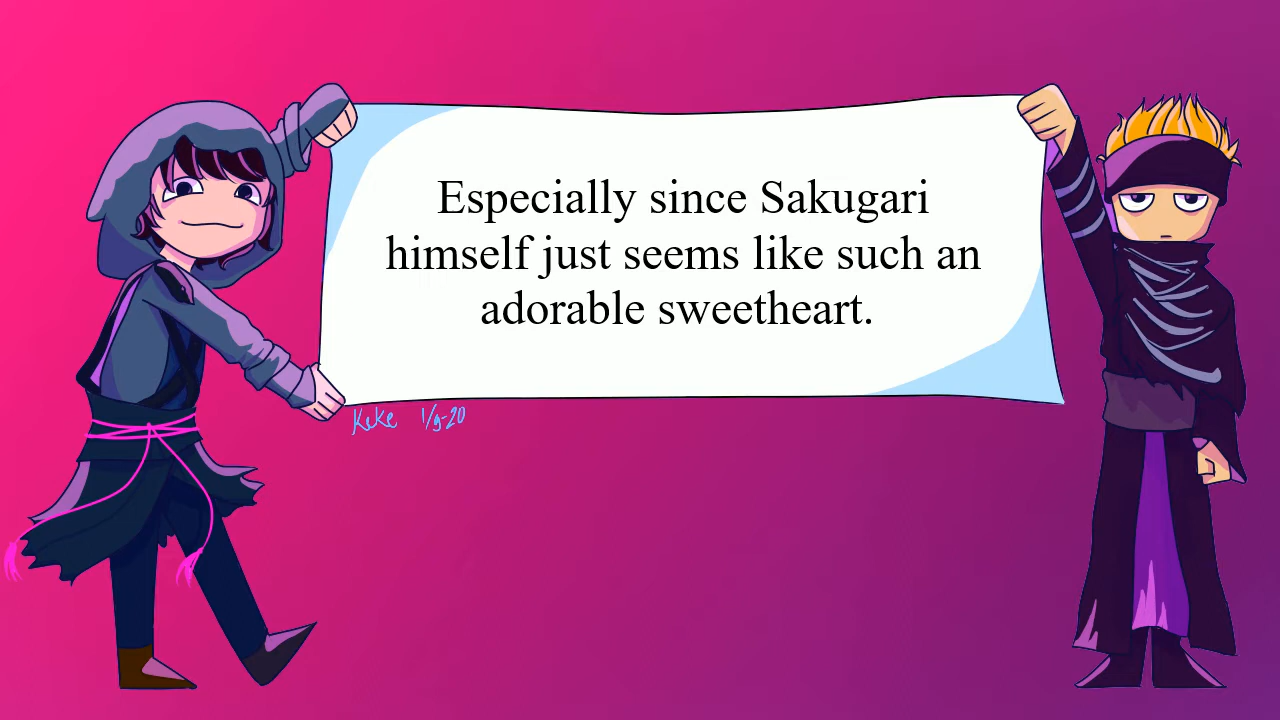 Especially since Sakugari
himself just seems like such an
adorable sweetheart.
KeKe 1/9-20